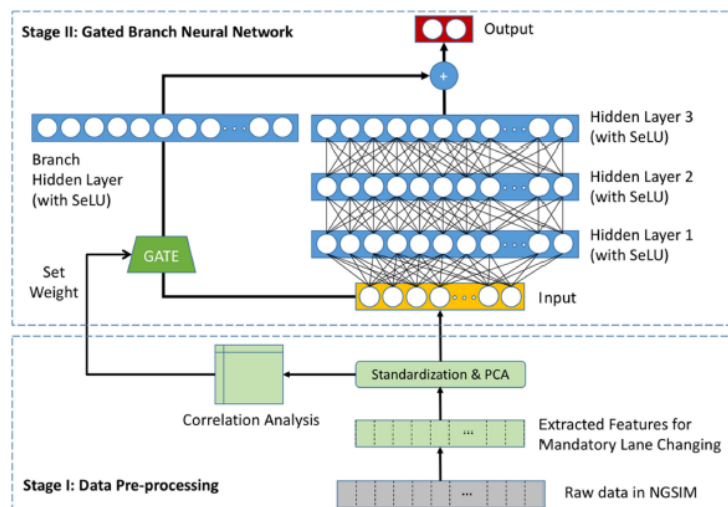 Stage II: Gated Branch Neural Network
Output
+
Hidden Layer 3
(with SeLU)
Branch
Hidden Layer
(with SeLU)
Hidden Layer 2
(with SeLU)
GATE
Hidden Layer 1
(with SeLU)
Set
Weight
Input
Standardization & PCA
Correlation Analysis
...
Extracted Features for
Mandatory Lane Changing
Stage I: Data Pre-processing
...
Raw data in NGSIM